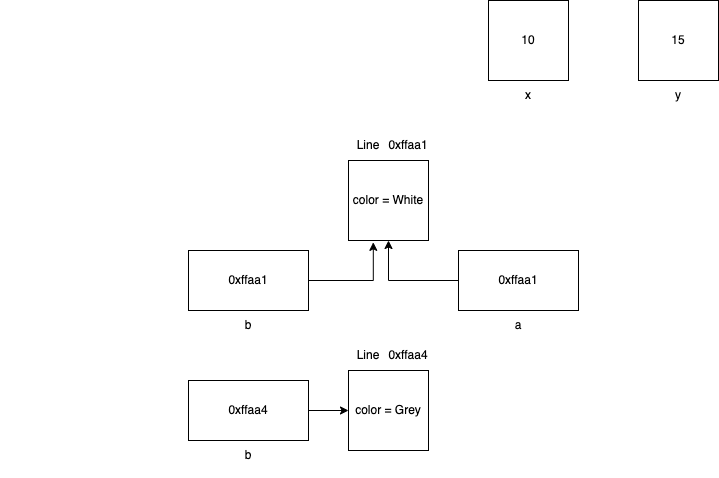 10
15
x
y
Line 0xffaa1
color = White
0xffaa1
0xffaa1
b
a
Line 0xffaa4
color = Grey
0xffaa4
b